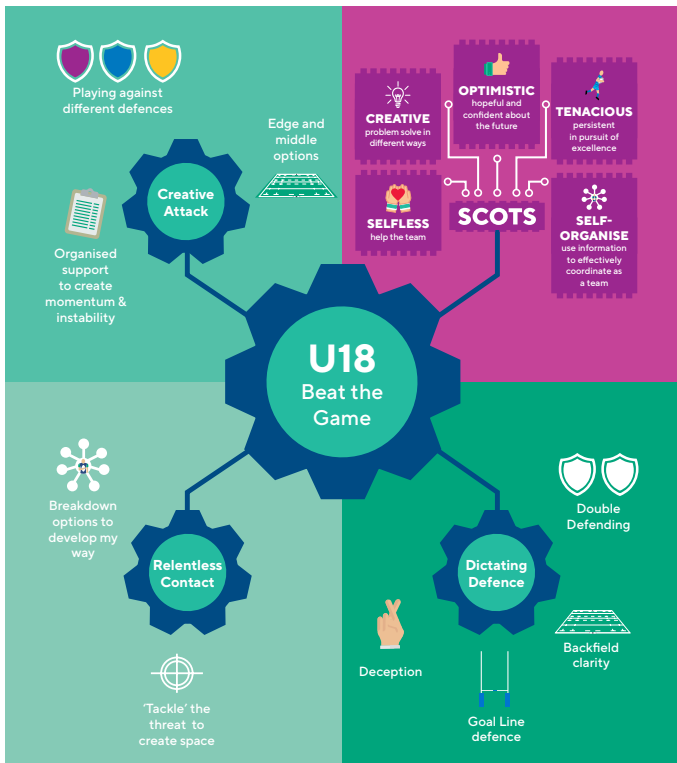 Playing against
different defences
Edge and
middle
options
Creative
Attack
Organised
support
to create
momentum &
instability
OPTIMISTIC
hopeful and
confident about
the future
CREATIVE
problem solve in
different ways
TENACIOUS
persistent
in pursuit of
excellence
SELFLESS
help the team
SCOTS
SELF-
ORGANISE
use information
to effectively
coordinate as
a team
U18
Beat the
Game
Breakdown
options to
develop my
way
Relentless
Contact
'Tackle' the
threat to
create space
Double
Defending
Dictating
Defence
Backfield
clarity
Deception
Goal Line
defence